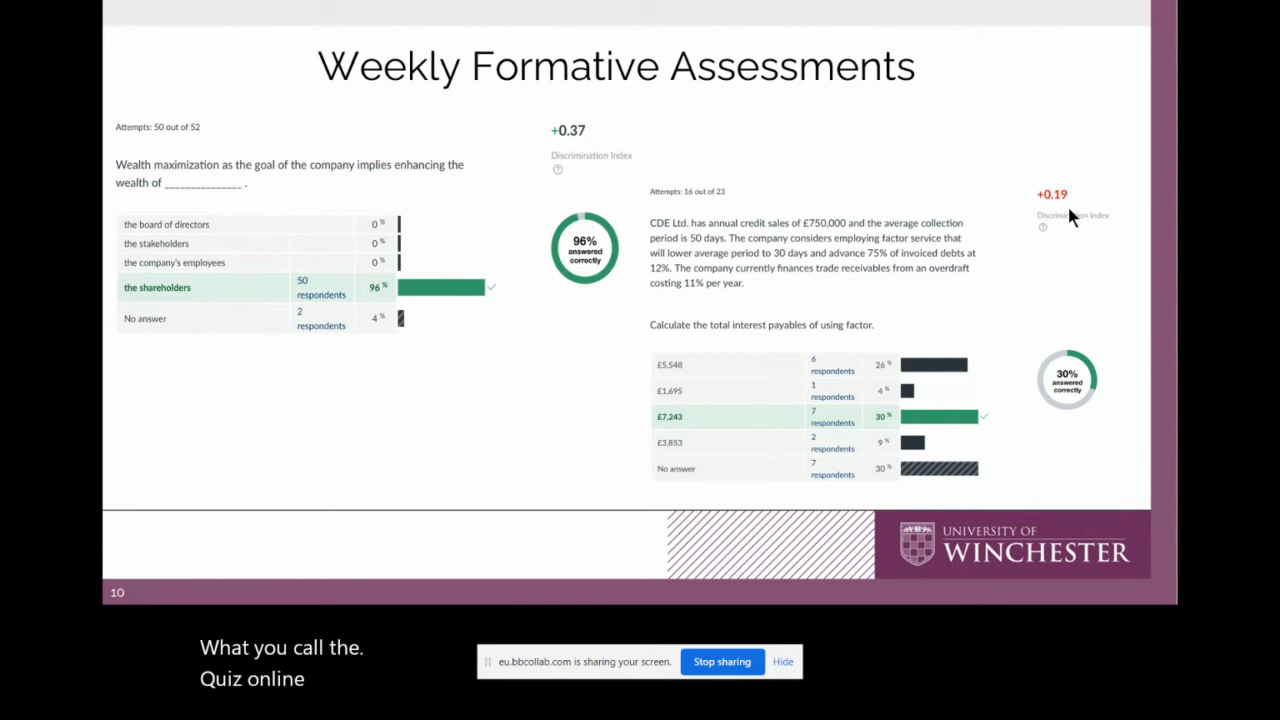 Weekly Formative Assessments
Attempts: 50 out of 52
Wealth maximization as the goal of the company implies enhancing the
wealth of _______________ .
the board of directors 0 %
the stakeholders 0 %
the company's employees 0 %
the shareholders 50 respondents 96 %
No answer 2 respondents 4 %
+0.37
Discrimination Index
?
96%
answered
correctly
Attempts: 16 out of 23
CDE Ltd. has annual credit sales of £750,000 and the average collection
period is 50 days. The company considers employing factor service that
will lower average period to 30 days and advance 75% of invoiced debts at
12%. The company currently finances trade receivables from an overdraft
costing 11% per year.
Calculate the total interest payables of using factor.
£5,548 6 respondents 26 %
£1,695 1 respondents 4 %
£7,243 7 respondents 30 %
£3,853 2 respondents 9 %
No answer 7 respondents 30 %
+0.19
Discrimination Index
?
30%
answered
correctly
UNIVERSITY OF
WINCHESTER
10
What you call the.
Quiz online
eu.bbcollab.com is sharing your screen. Stop sharing Hide